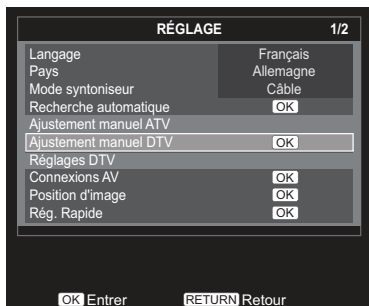 RÉGLAGE 1/2
Langage Français
Pays Allemagne
Mode syntoniseur Câble
Recherche automatique OK
Ajustement manuel ATV
Ajustement manuel DTV OK
Réglages DTV
Connexions AV OK
Position d'image OK
Rég. Rapide OK
OK Entrer RETURN Retour